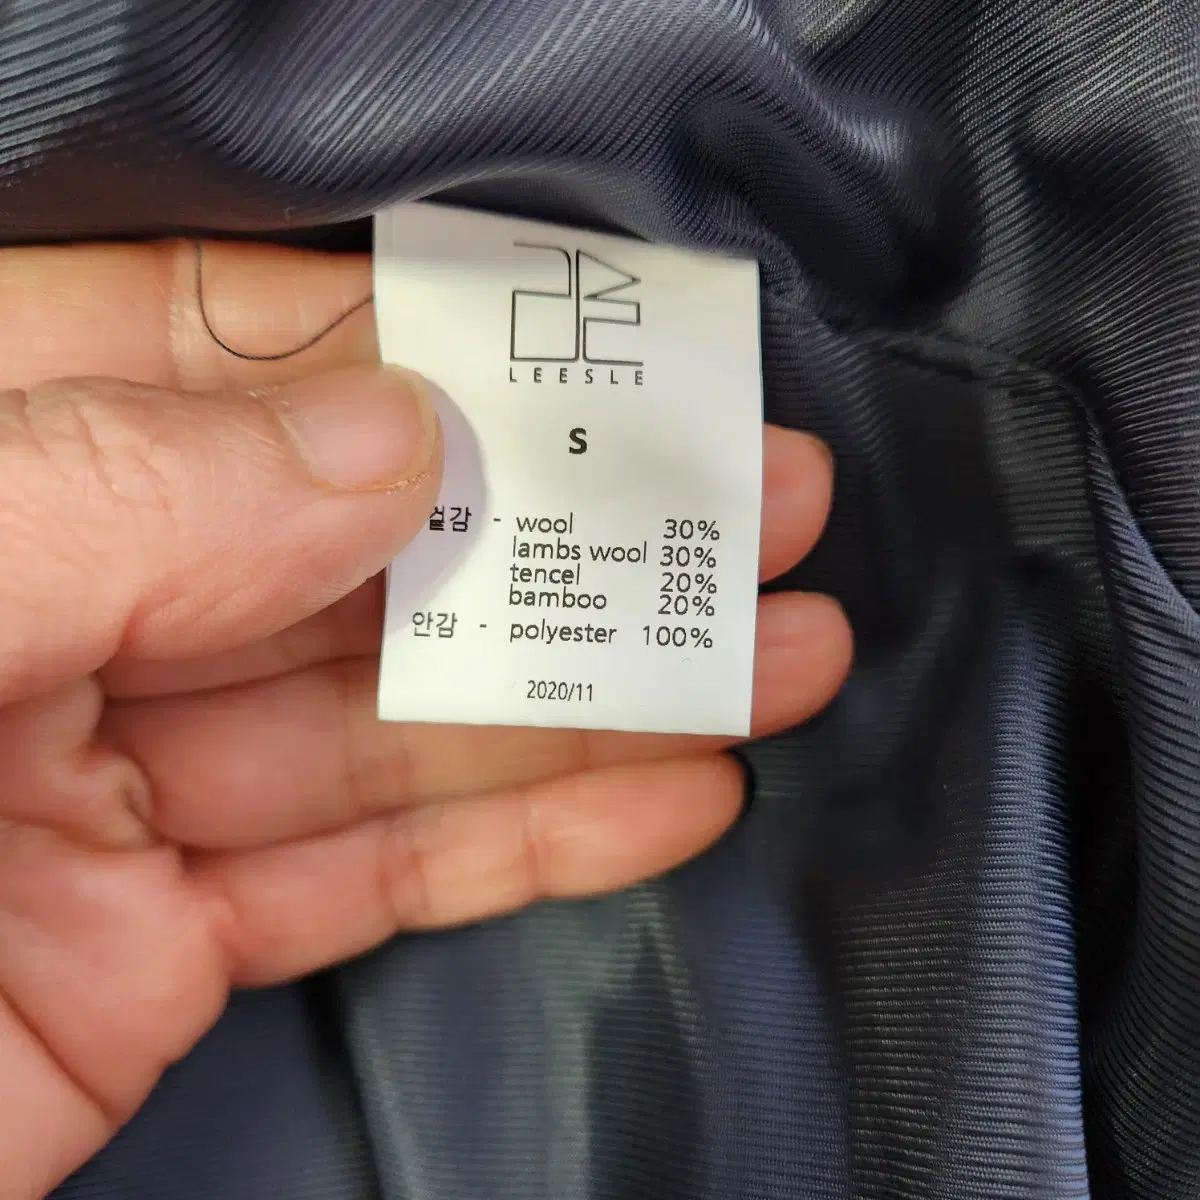 LEESLE
S
겉감 - wool 30%
lambs wool 30%
tencel 20%
bamboo 20%
안감 - polyester 100%
2020/11